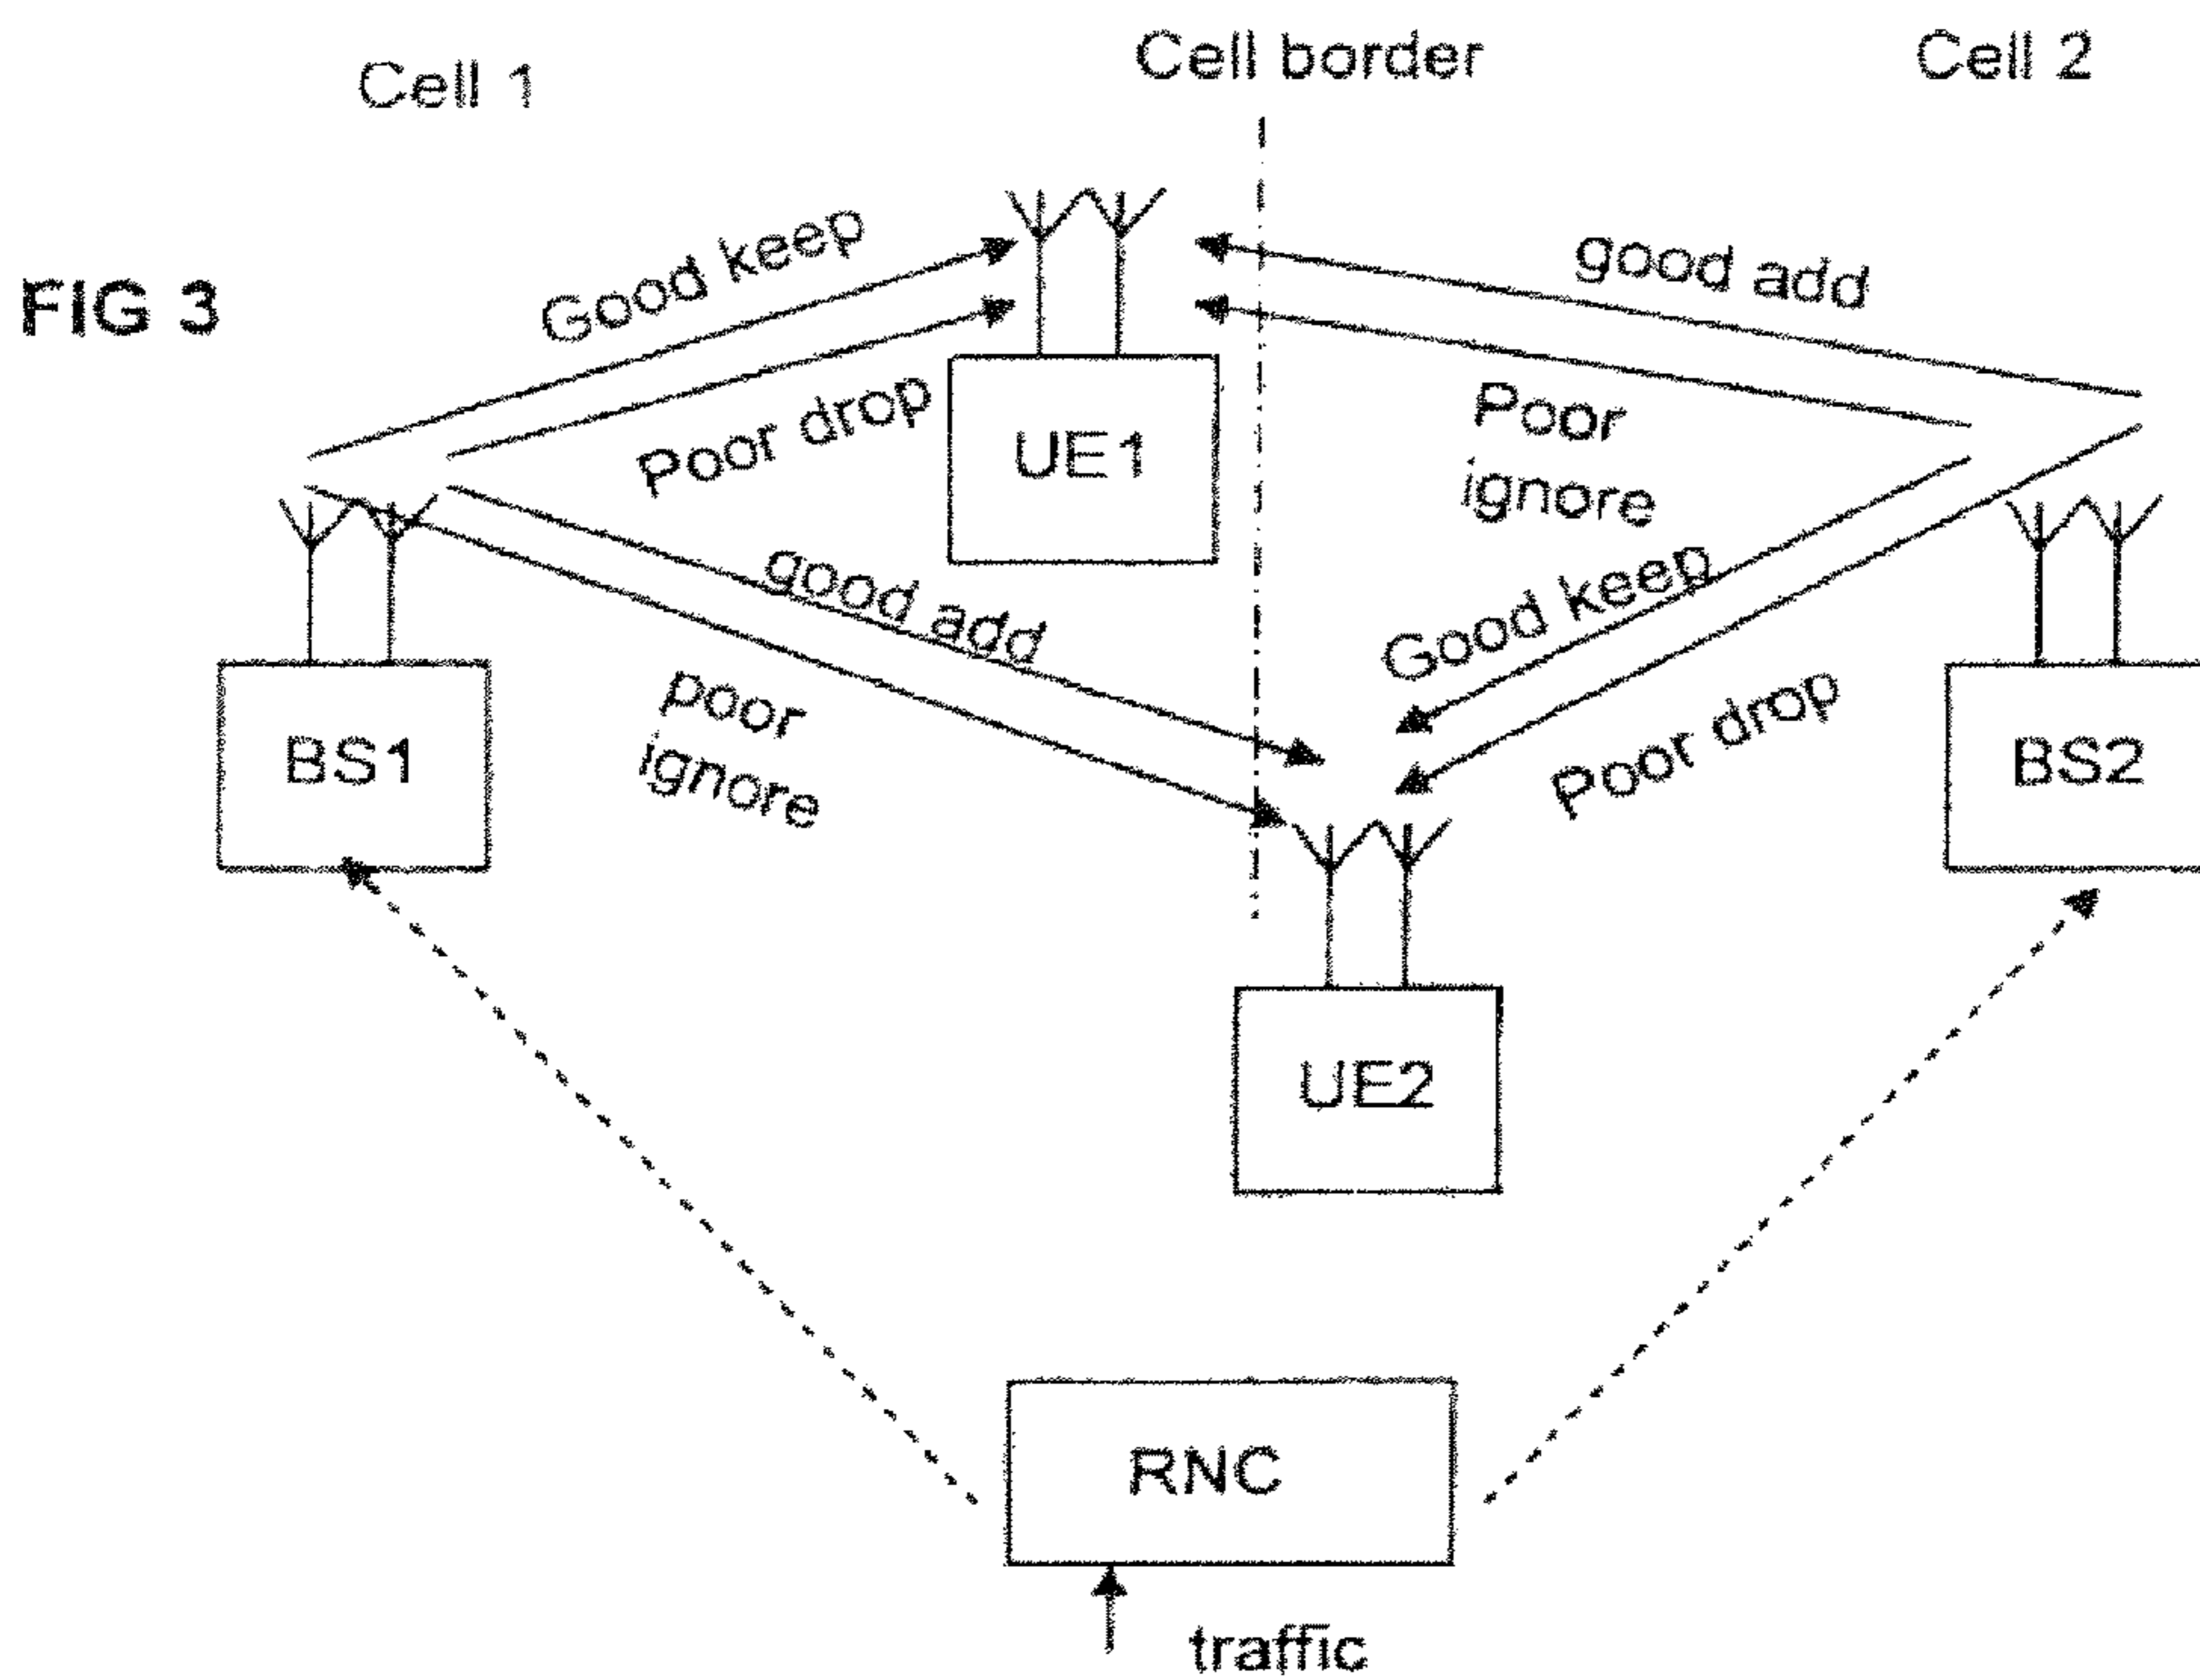 Cell 1
Cell border
Cell 2
FIG 3
Good keep
good add
Poor drop
UE1
Poor
ignore
good add
Good keep
poor
ignore
Poor drop
BS1
BS2
UE2
RNC
traffic